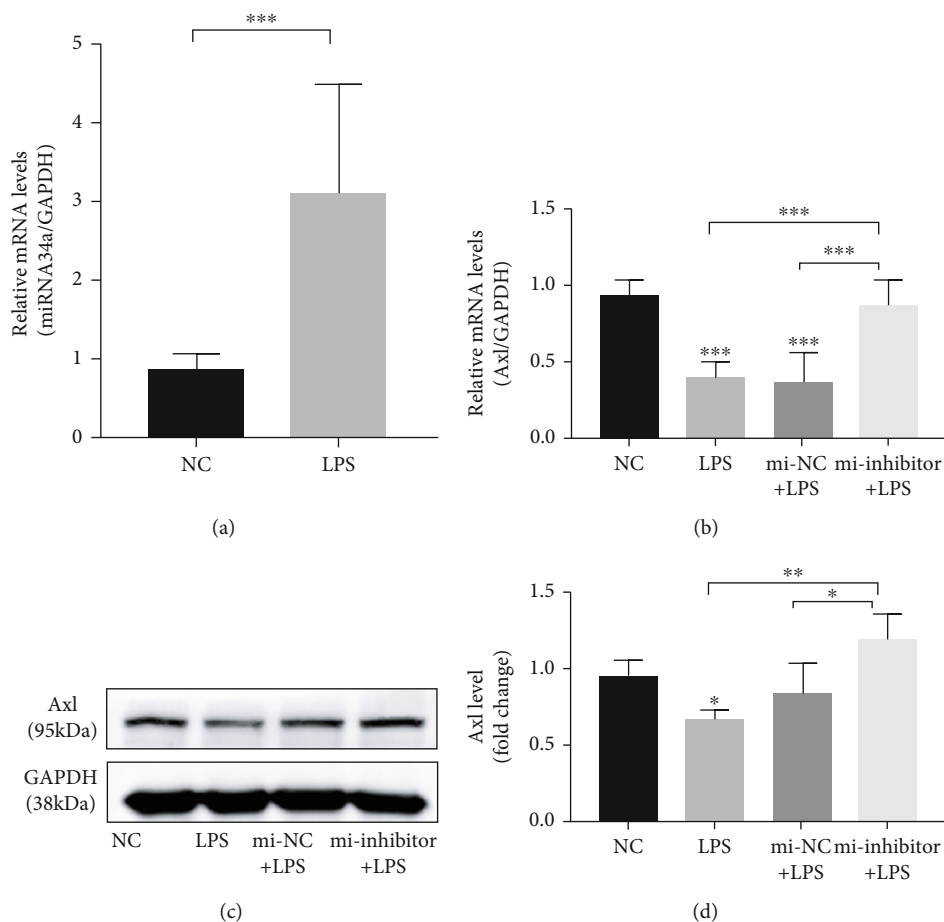 Relative mRNA levels
(miRNA34a/GAPDH)
5
4
3
2
1
0
***
NC
LPS
(a)
Relative mRNA levels
(Axl/GAPDH)
1.5
1.0
0.5
0.0
***
***
***
***
NC
LPS
mi-NC
+LPS
mi-inhibitor
+LPS
(b)
Axl
(95kDa)
GAPDH
(38kDa)
NC
LPS
mi-NC
+LPS
mi-inhibitor
+LPS
(c)
Axl level
(fold change)
1.5
1.0
0.5
0.0
**
*
*
NC
LPS
mi-NC
+LPS
mi-inhibitor
+LPS
(d)